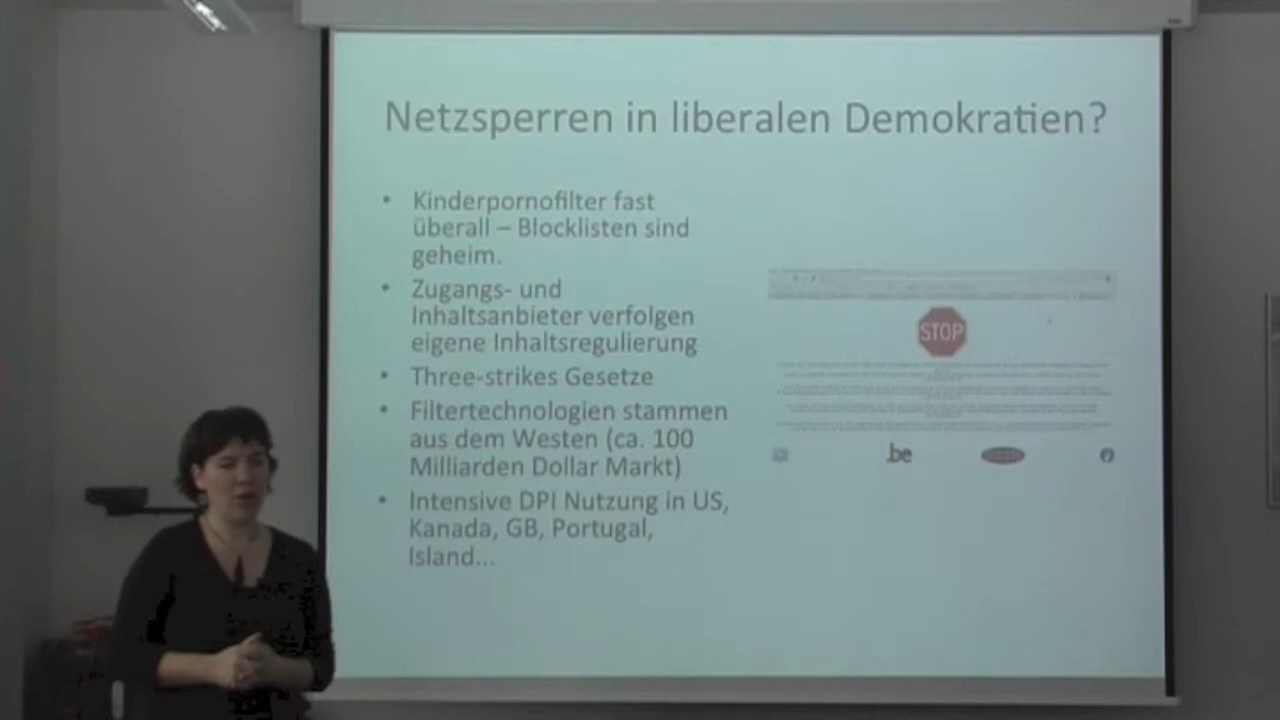 Netzsperren in liberalen Demokratien?
• Kinderpornofilter fast
überall – Blocklisten sind
geheim.
• Zugangs- und
Inhaltsanbieter verfolgen
eigene Inhaltsregulierung
• Three-strikes Gesetze
• Filtertechnologien stammen
aus dem Westen (ca. 100
Milliarden Dollar Markt)
• Intensive DPI Nutzung in US,
Kanada, GB, Portugal,
Island...
STOP
.be